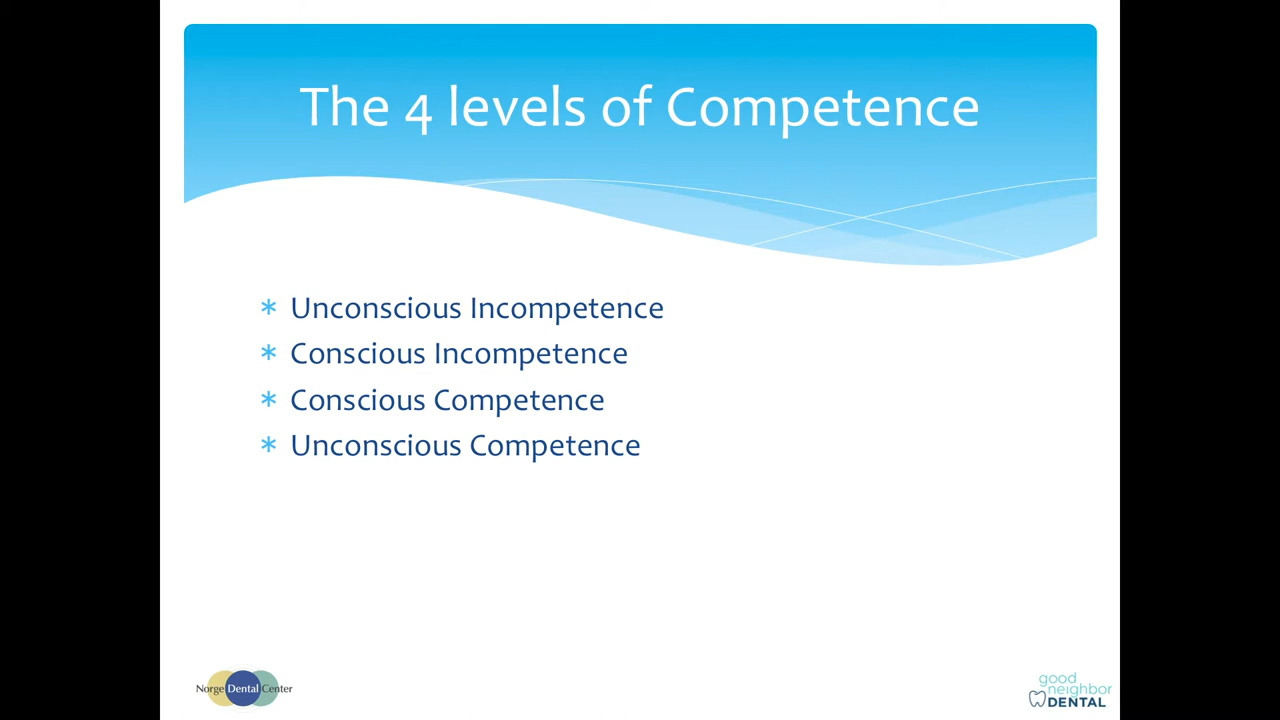 The 4 levels of Competence
* Unconscious Incompetence
* Conscious Incompetence
* Conscious Competence
* Unconscious Competence
Norge Dental Center
good
neighbor
DENTAL